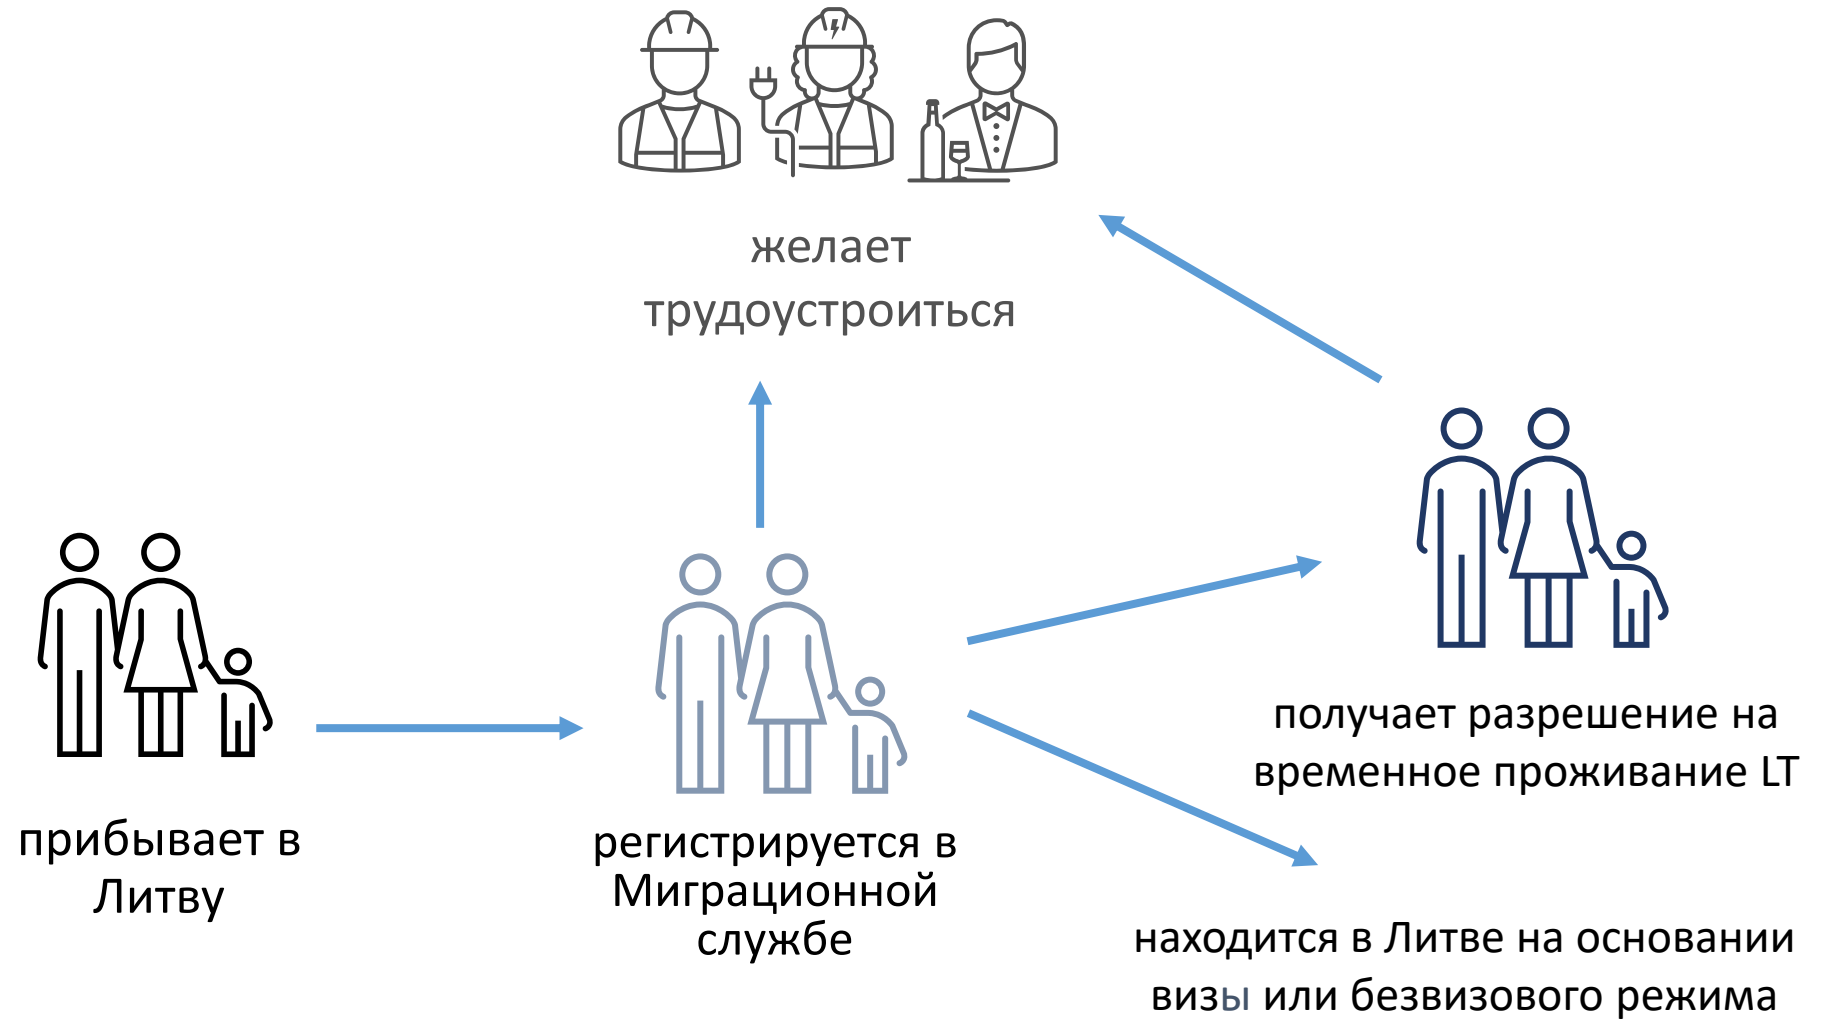 желает
трудоустроиться
прибывает в
Литву
регистрируется в
Миграционной
службе
получает разрешение на
временное проживание LT
находится в Литве на основании
визы или безвизового режима